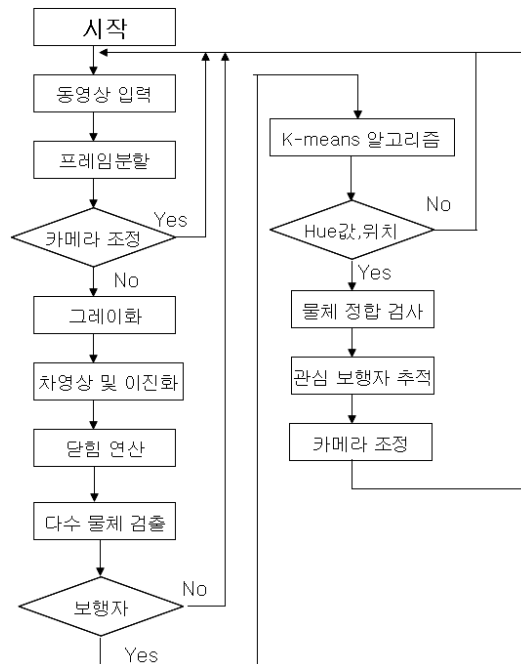 시작
동영상 입력
프레임분할
카메라 조정
Yes
No
그레이화
차영상 및 이진화
닫힘 연산
다수 물체 검출
보행자
No
Yes
K-means 알고리즘
Hue값,위치
No
Yes
물체 정합 검사
관심 보행자 추적
카메라 조정